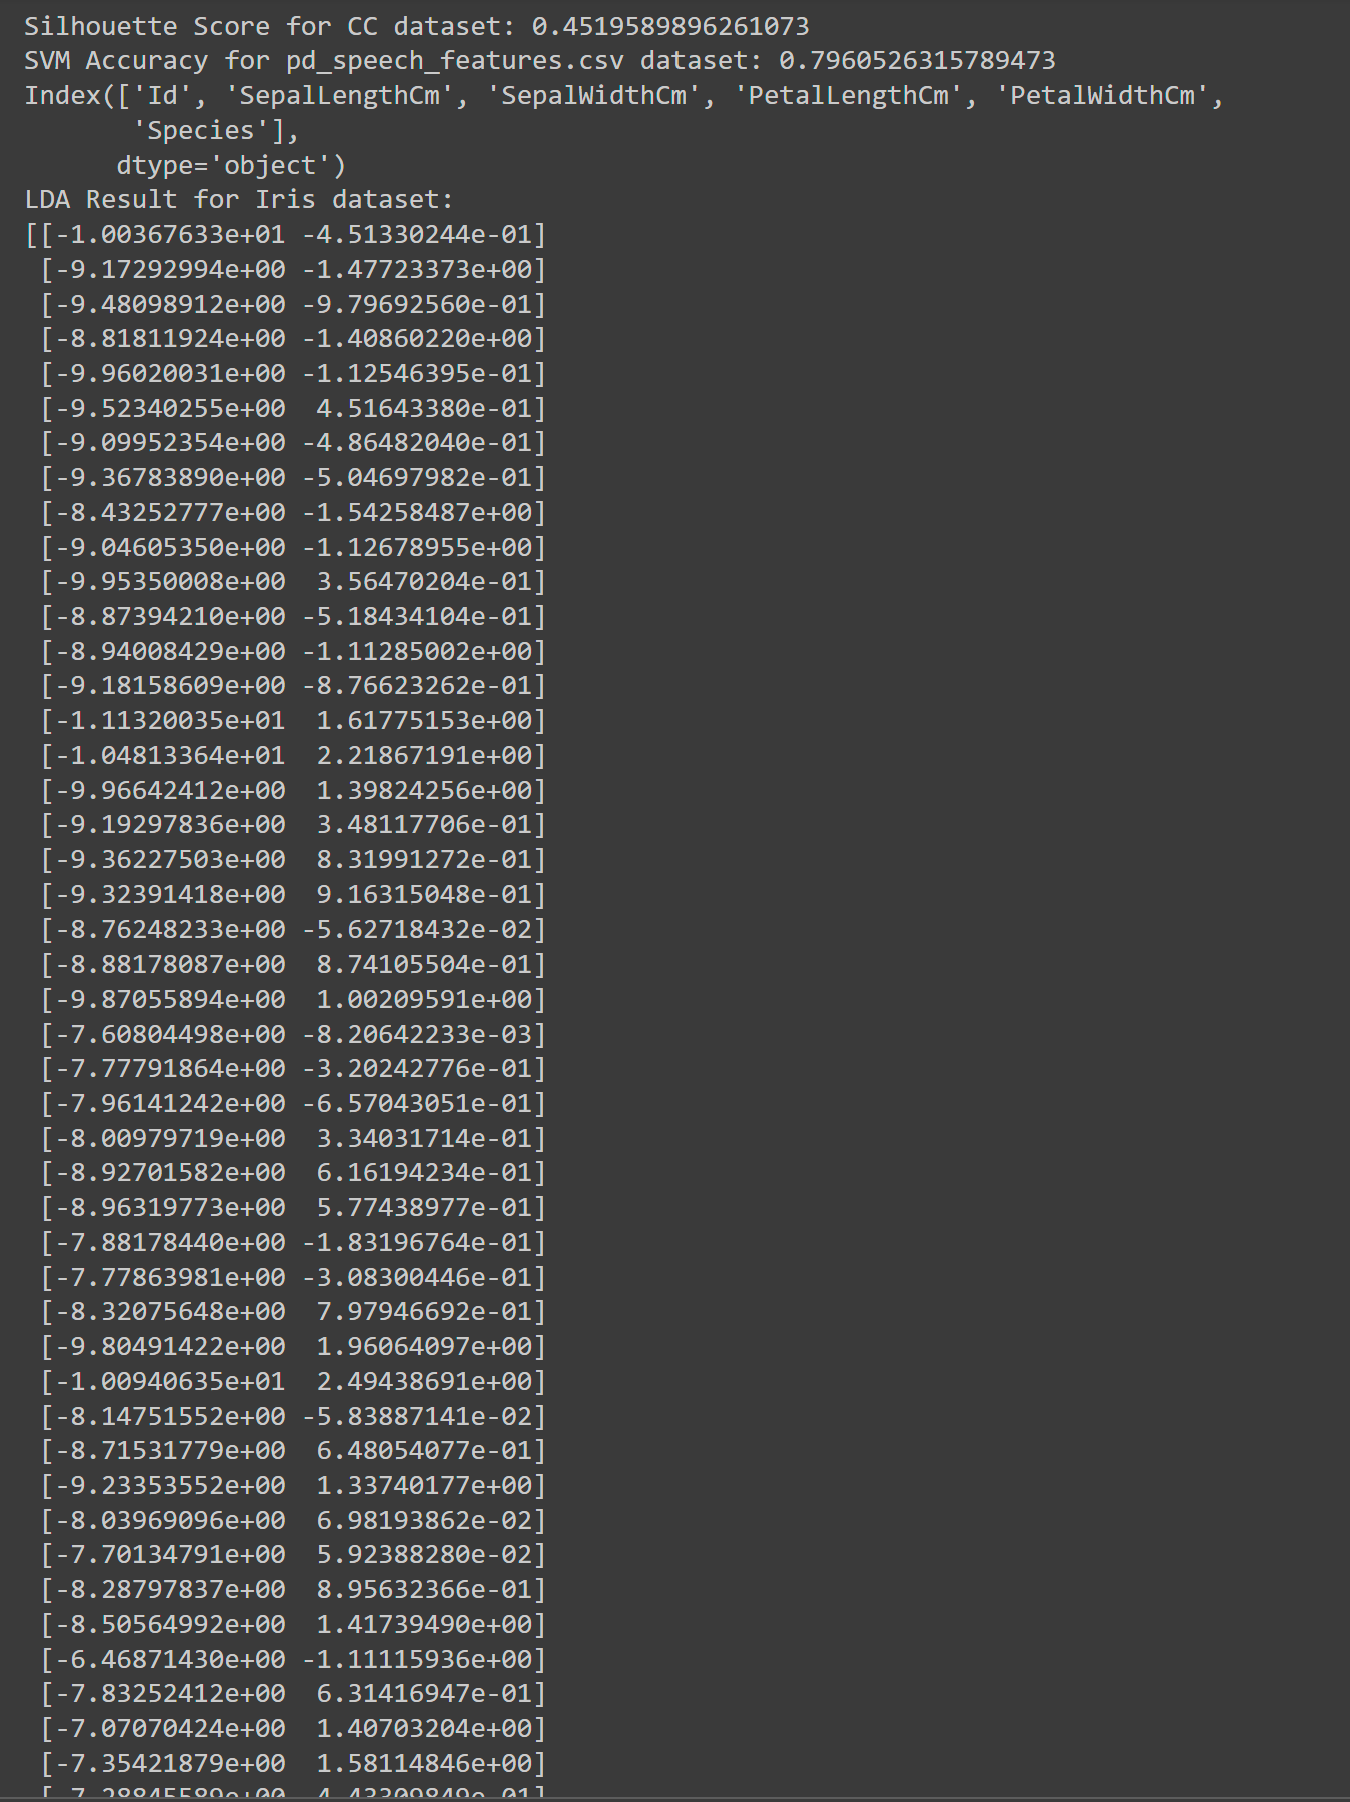 Silhouette Score for CC dataset: 0.4519589896261073
SVM Accuracy for pd_speech_features.csv dataset: 0.7960526315789473
Index(['Id', 'SepalLengthCm', 'SepalWidthCm', 'PetalLengthCm', 'PetalWidthCm',
       'Species'],
      dtype='object')
LDA Result for Iris dataset:
[[-1.00367633e+01 -4.51330244e-01]
 [-9.17292994e+00 -1.47723373e+00]
 [-9.48098912e+00 -9.79692560e-01]
 [-8.81811924e+00 -1.40860220e+00]
 [-9.96020031e+00 -1.12546395e-01]
 [-9.52340255e+00  4.51643380e-01]
 [-9.09952354e+00 -4.86482040e-01]
 [-9.36783890e+00 -5.04697982e-01]
 [-8.43252777e+00 -1.54258487e+00]
 [-9.04605350e+00 -1.12678955e+00]
 [-9.95350008e+00  3.56470204e-01]
 [-8.87394210e+00 -5.18434104e-01]
 [-8.94008429e+00 -1.11285002e+00]
 [-9.18158609e+00 -8.76623262e-01]
 [-1.11320035e+01  1.61775153e+00]
 [-1.04813364e+01  2.21867191e+00]
 [-9.96642412e+00  1.39824256e+00]
 [-9.19297836e+00  3.48117706e-01]
 [-9.36227503e+00  8.31991272e-01]
 [-9.32391418e+00  9.16315048e-01]
 [-8.76248233e+00 -5.62718432e-02]
 [-8.88178087e+00  8.74105504e-01]
 [-9.87055894e+00  1.00209591e+00]
 [-7.60804498e+00 -8.20642233e-03]
 [-7.77791864e+00 -3.20242776e-01]
 [-7.96141242e+00 -6.57043051e-01]
 [-8.00979719e+00  3.34031714e-01]
 [-8.92701582e+00  6.16194234e-01]
 [-8.96319773e+00  5.77438977e-01]
 [-7.88178440e+00 -1.83196764e-01]
 [-7.77863981e+00 -3.08300446e-01]
 [-8.32075648e+00  7.97946692e-01]
 [-9.80491422e+00  1.96064097e+00]
 [-1.00940635e+01  2.49438691e+00]
 [-8.14751552e+00 -5.83887141e-02]
 [-8.71531779e+00  6.48054077e-01]
 [-9.23353552e+00  1.33740177e+00]
 [-8.03969096e+00  6.98193862e-02]
 [-7.70134791e+00  5.92388280e-02]
 [-8.28797837e+00  8.95632366e-01]
 [-8.50564992e+00  1.41739490e+00]
 [-6.46871430e+00 -1.11115936e+00]
 [-7.83252412e+00  6.31416947e-01]
 [-7.07070424e+00  1.40703204e+00]
 [-7.35421879e+00  1.58114846e+00]